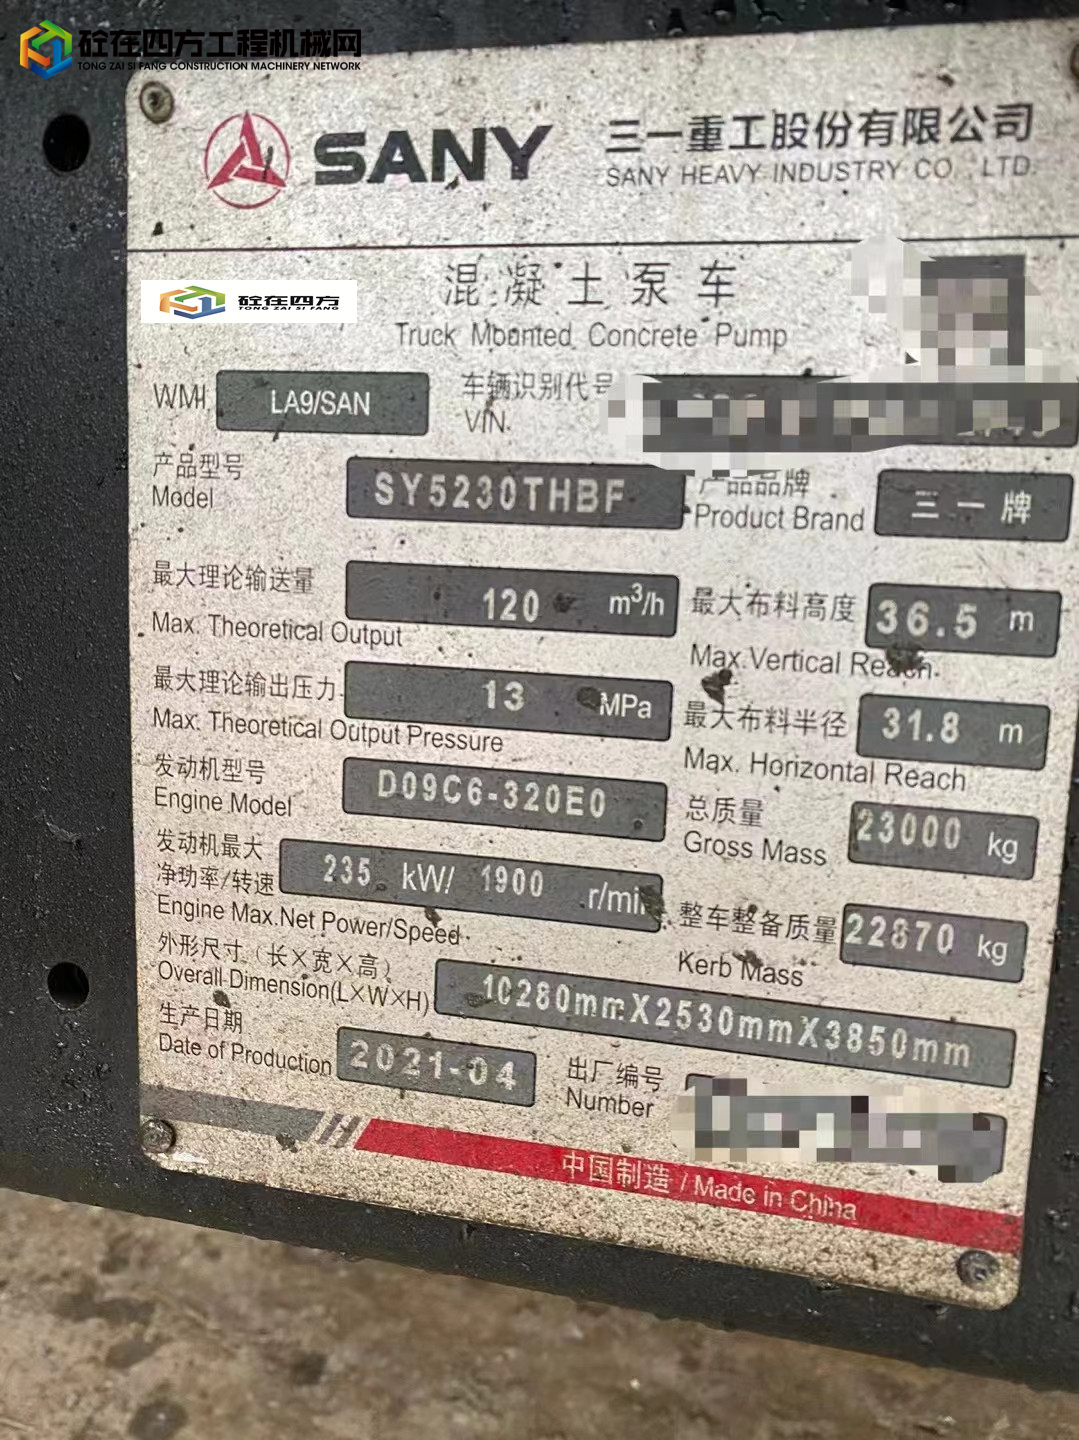 砼在四方工程机械网
TONG ZAI SI FANG CONSTRUCTION MACHINERY NETWORK
SANY 三一重工股份有限公司
SANY HEAVY INDUSTRY CO.,LTD.
混凝土泵车
Truck Mounted Concrete Pump
砼在四方
TONG ZAI SI FANG
WMI LA9/SAN 车辆识别代号
VIN
产品型号 SY5230THBF 产品品牌 三一牌
Model Product Brand
最大理论输送量 120 m³/h 最大布料高度 36.5 m
Max. Theoretical Output Max.Vertical Reach
最大理论输出压力 13 MPa 最大布料半径 31.8 m
Max. Theoretical Output Pressure Max. Horizontal Reach
发动机型号 D09C6-320E0 总质量 23000 kg
Engine Model Gross Mass
发动机最大
净功率/转速 235 kW/ 1900 r/min 整车整备质量 22870 kg
Engine Max.Net Power/Speed Kerb Mass
外形尺寸（长×宽×高） 10280mmX2530mmX3850mm
Overall Dimension(L×W×H)
生产日期 2021-04 出厂编号
Date of Production Number
中国制造 / Made in China